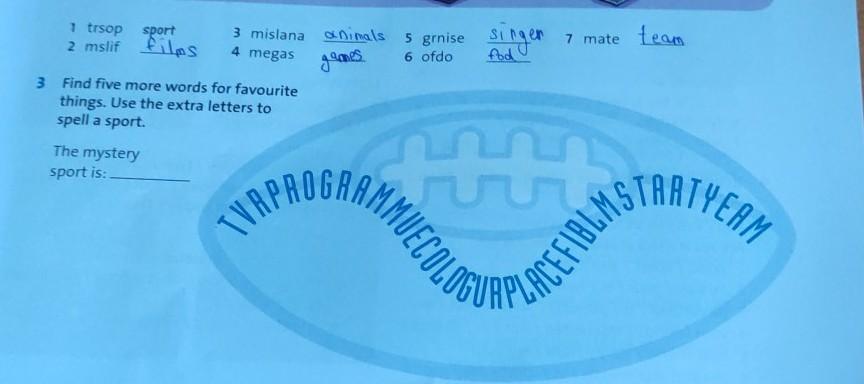 1 trsop sport 3 mislana animals 5 grnise singer 7 mate team
2 mslif films 4 megas games 6 ofdo food
3 Find five more words for favourite
things. Use the extra letters to
spell a sport.
The mystery
sport is:
TVRPROGRAMMUECOLOGURPLACEFIBLMSTARTYEAM